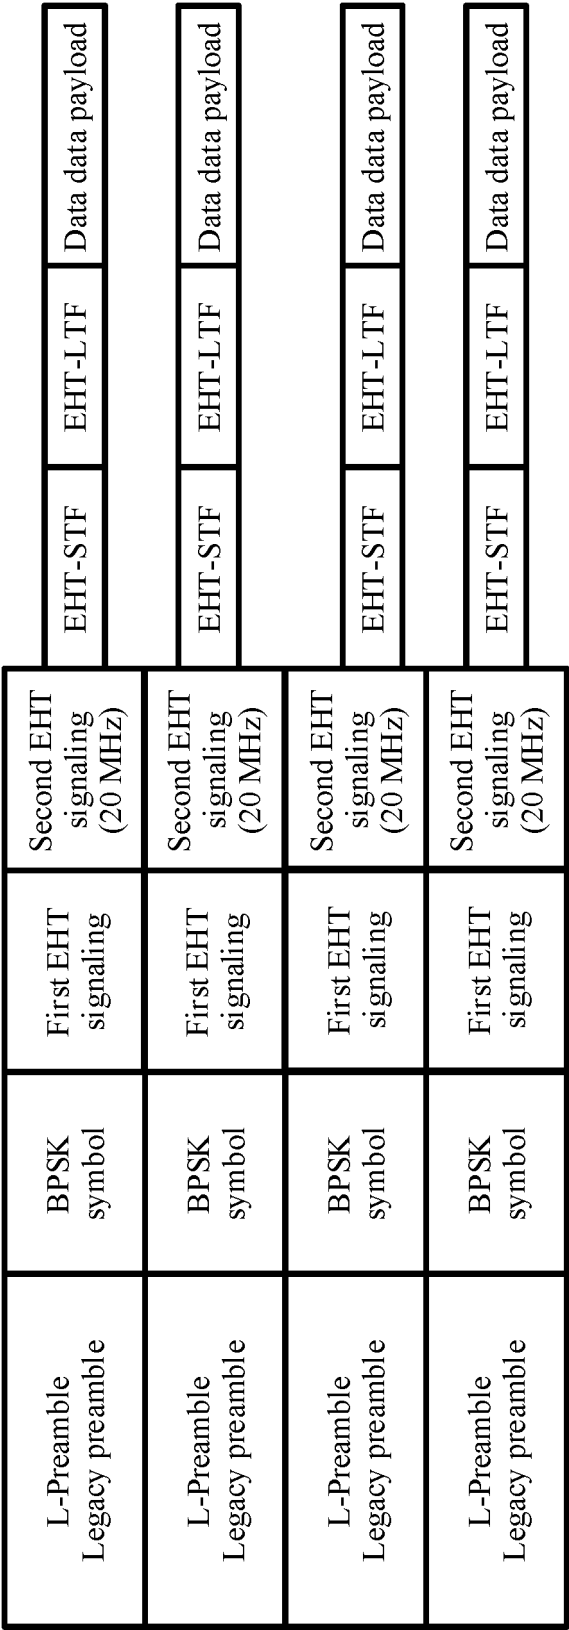 L-Preamble
Legacy preamble
BPSK
symbol
First EHT
signaling
Second EHT
signaling
(20 MHz)
EHT-STF
EHT-LTF
Data data payload
L-Preamble
Legacy preamble
BPSK
symbol
First EHT
signaling
Second EHT
signaling
(20 MHz)
EHT-STF
EHT-LTF
Data data payload
L-Preamble
Legacy preamble
BPSK
symbol
First EHT
signaling
Second EHT
signaling
(20 MHz)
EHT-STF
EHT-LTF
Data data payload
L-Preamble
Legacy preamble
BPSK
symbol
First EHT
signaling
Second EHT
signaling
(20 MHz)
EHT-STF
EHT-LTF
Data data payload